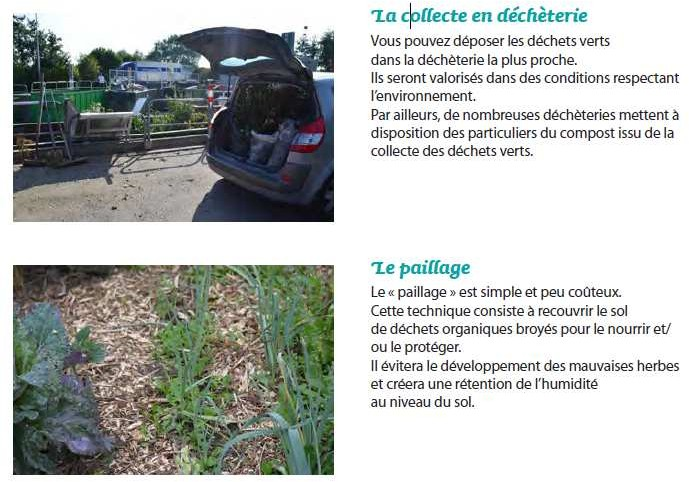 La collecte en déchèterie
Vous pouvez déposer les déchets verts
dans la déchèterie la plus proche.
Ils seront valorisés dans des conditions respectant
l'environnement.
Par ailleurs, de nombreuses déchèteries mettent à
disposition des particuliers du compost issu de la
collecte des déchets verts.
Le paillage
Le « paillage » est simple et peu coûteux.
Cette technique consiste à recouvrir le sol
de déchets organiques broyés pour le nourrir et/
ou le protéger.
Il évitera le développement des mauvaises herbes
et créera une rétention de l'humidité
au niveau du sol.